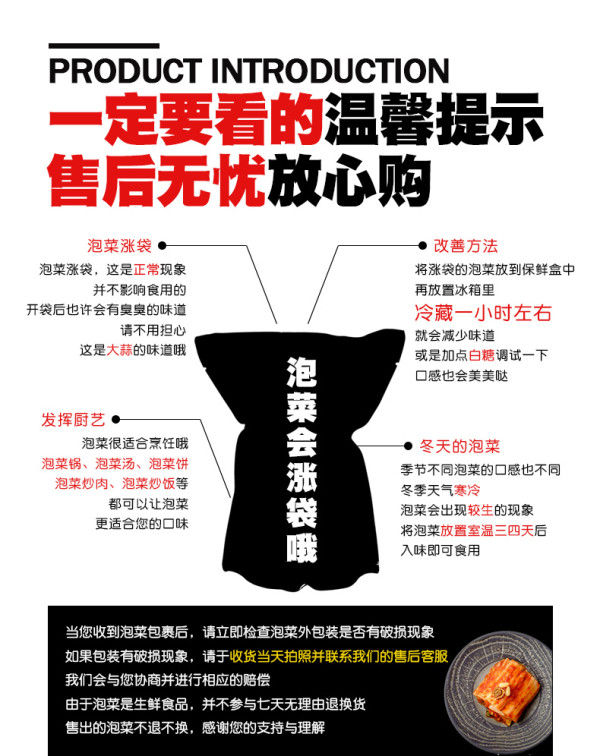 PRODUCT INTRODUCTION
一定要看的温馨提示
售后无忧放心购
泡菜涨袋
泡菜涨袋，这是正常现象
并不影响食用的
开袋后也许会有臭臭的味道
请不用担心
这是大蒜的味道哦
改善方法
将涨袋的泡菜放到保鲜盒中
再放置冰箱里
冷藏一小时左右
就会减少味道
或是加点白糖调试一下
口感也会美美哒
泡菜会涨袋哦
发挥厨艺
泡菜很适合烹饪哦
泡菜锅、泡菜汤、泡菜饼
泡菜炒肉、泡菜炒饭等
都可以让泡菜
更适合您的口味
冬天的泡菜
季节不同泡菜的口感也不同
冬季天气寒冷
泡菜会出现较生的现象
将泡菜放置室温三四天后
入味即可食用
当您收到泡菜包裹后，请立即检查泡菜外包装是否有破损现象
如果包装有破损现象，请于收货当天拍照并联系我们的售后客服
我们会与您协商并进行相应的赔偿
由于泡菜是生鲜食品，并不参与七天无理由退换货
售出的泡菜不退不换，感谢您的支持与理解